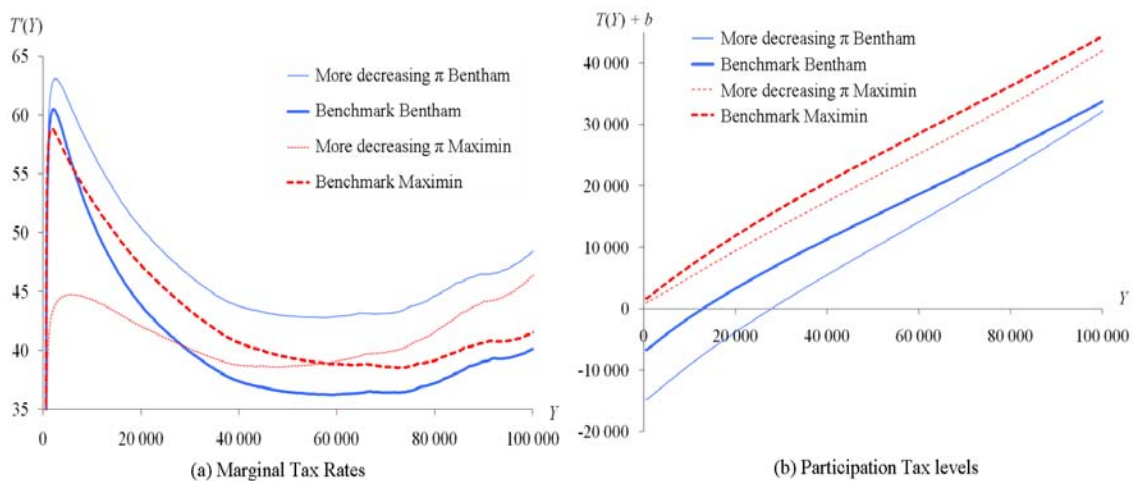 T'(Y)
65
60
55
50
45
40
35
More decreasing π Bentham
Benchmark Bentham
More decreasing π Maximin
Benchmark Maximin
Y
0
20 000
40 000
60 000
80 000
100 000
(a) Marginal Tax Rates
T(Y) + b
40 000
30 000
20 000
10 000
0
-10 000
-20 000
More decreasing π Bentham
Benchmark Bentham
More decreasing π Maximin
Benchmark Maximin
Y
0
20 000
40 000
60 000
80 000
100 000
(b) Participation Tax levels